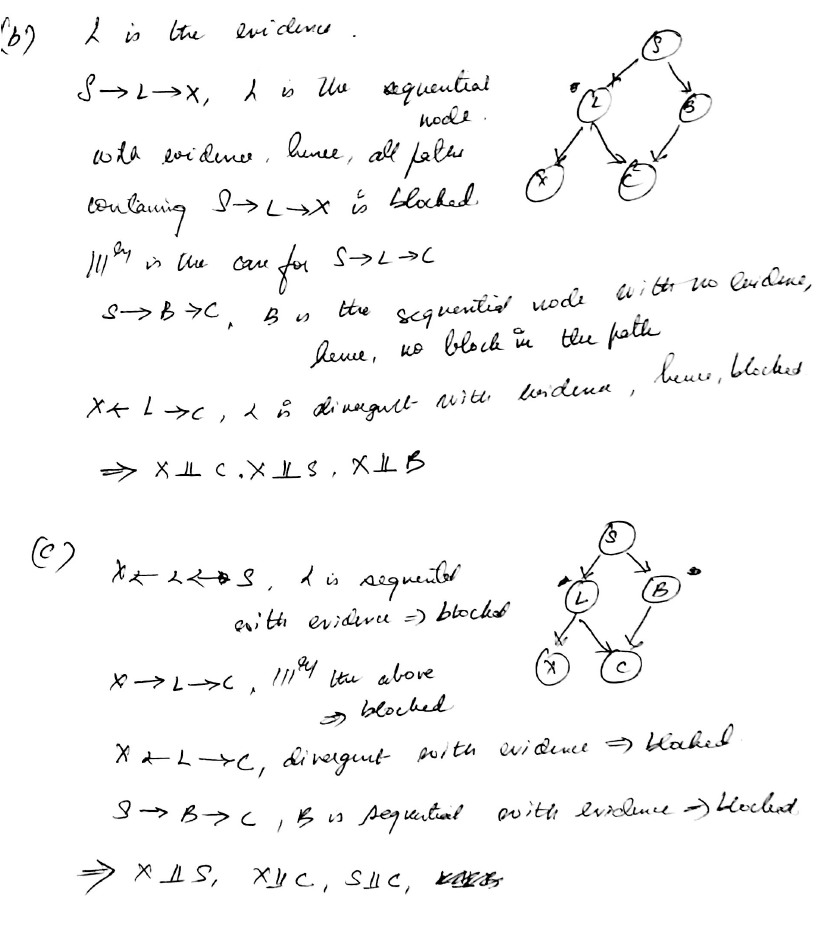 (b) L is the evidence.
S → L → X, L is the sequential
node.
with evidence, hence, all paths
containing S → L → X is blocked.
|||ly is the case for S → L → C
S → B → C, B is the sequential node with no evidence,
hence, no block in the path
X ← L → C, L is divergent with evidence, hence, blocked
⇒ X ⫫ C, X ⫫ S, X ⫫ B
S
L
B
X
C
(c)
X ← L ← S, L is sequential
with evidence ⇒ blocked
X → L → C, |||ly the above
⇒ blocked
X ← L → C, divergent with evidence ⇒ blocked
S → B → C, B is sequential with evidence ⇒ blocked
⇒ X ⫫ S, X ⫫ C, S ⫫ C,
S
L
B
X
C